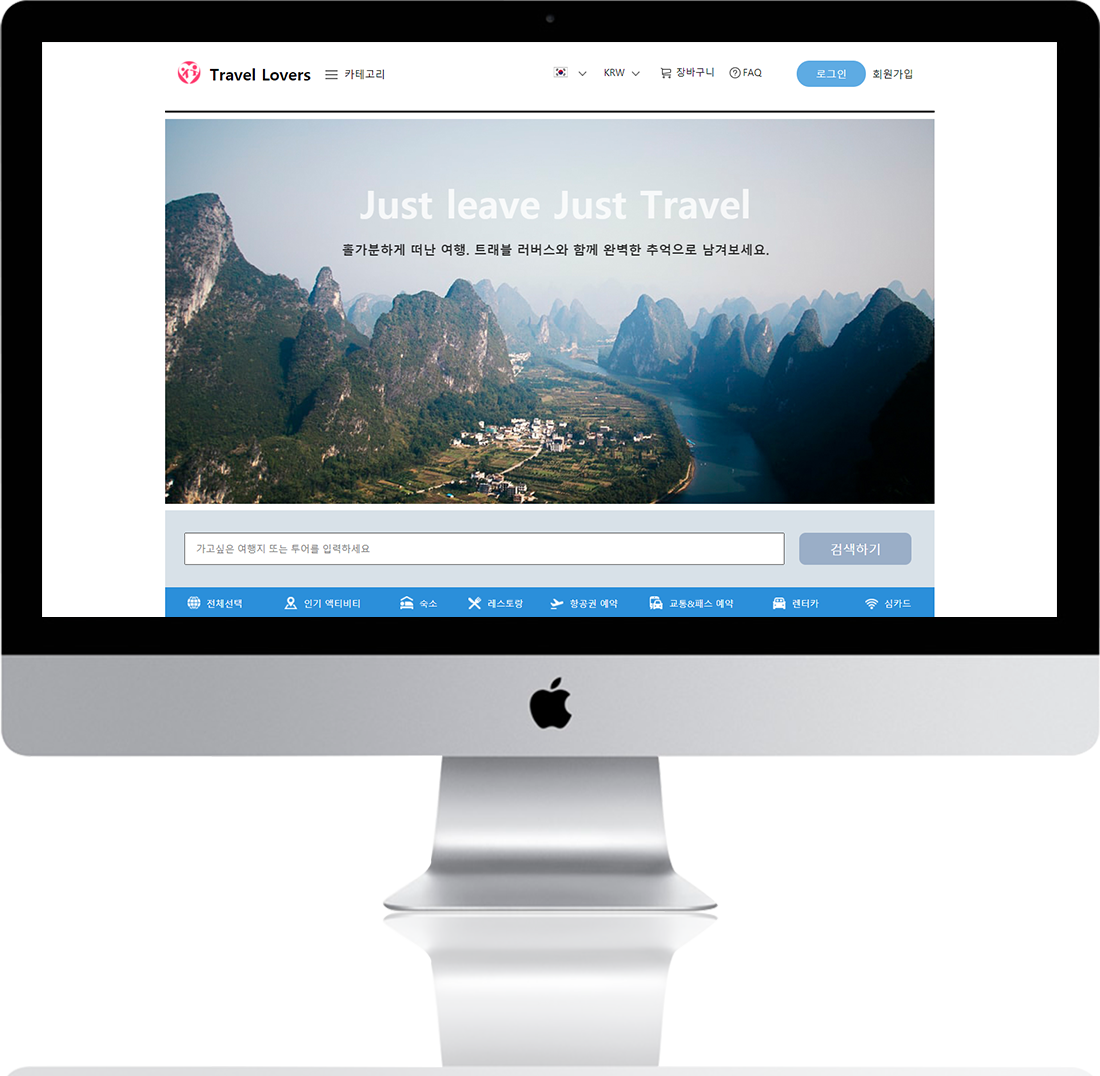 Travel Lovers 카테고리 KRW 장바구니 FAQ 로그인 회원가입
Just leave Just Travel
홀가분하게 떠난 여행. 트래블 러버스와 함께 완벽한 추억으로 남겨보세요.
가고싶은 여행지 또는 투어를 입력하세요 검색하기
전체선택 인기 액티비티 숙소 레스토랑 항공권 예약 교통&패스 예약 렌터카 심카드